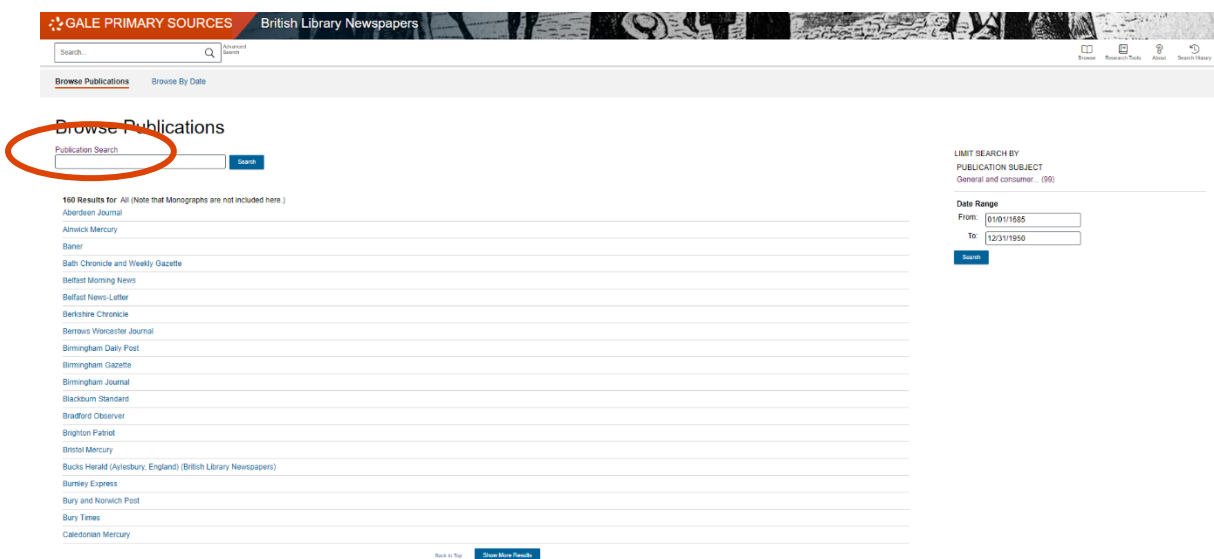 GALE PRIMARY SOURCES British Library Newspapers
Search...
Advanced
Search
Browse Research Tools About Search History
Browse Publications Browse By Date
Browse Publications
Publication Search
Search
160 Results for All (Note that Monographs are not included here.)
Aberdeen Journal
Alnwick Mercury
Baner
Bath Chronicle and Weekly Gazette
Belfast Morning News
Belfast News-Letter
Berkshire Chronicle
Berrows Worcester Journal
Birmingham Daily Post
Birmingham Gazette
Birmingham Journal
Blackburn Standard
Bradford Observer
Brighton Patriot
Bristol Mercury
Bucks Herald (Aylesbury, England) (British Library Newspapers)
Burnley Express
Bury and Norwich Post
Bury Times
Caledonian Mercury
Back to Top Show More Results
LIMIT SEARCH BY
PUBLICATION SUBJECT
General and consumer... (99)
Date Range
From: 01/01/1685
To: 12/31/1950
Search